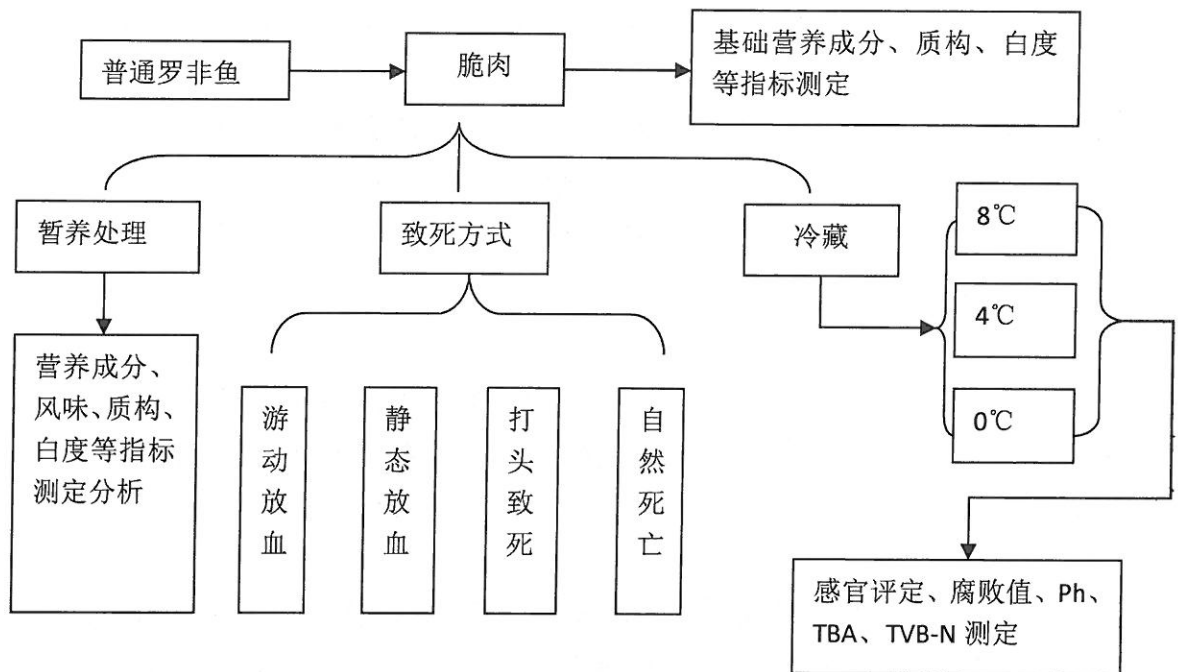 普通罗非鱼
脆肉
基础营养成分、质构、白度
等指标测定
暂养处理
致死方式
冷藏
8℃
4℃
0℃
营养成分、
风味、质构、
白度等指标
测定分析
游动放血
静态放血
打头致死
自然死亡
感官评定、腐败值、Ph、
TBA、TVB-N 测定